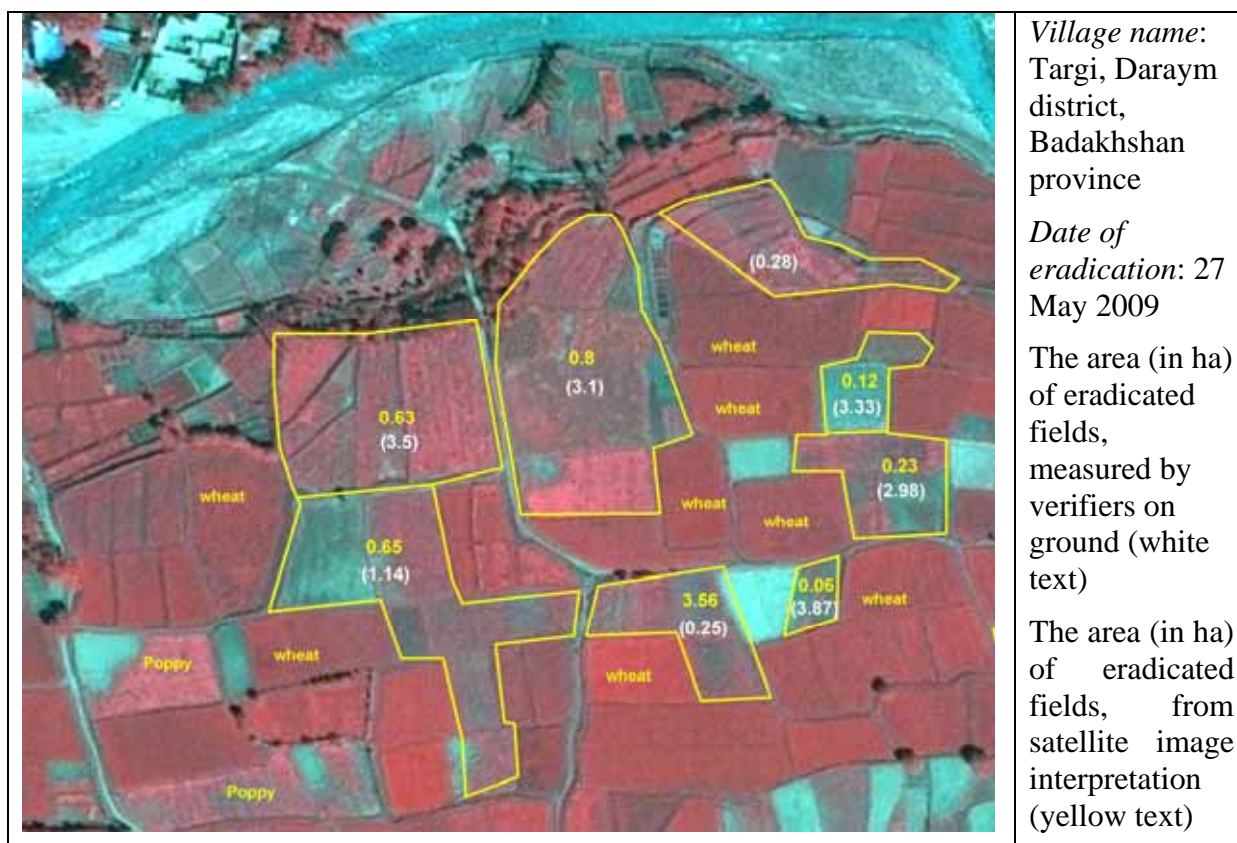 Village name:
Targi, Daraym
district,
Badakhshan
province
Date of
eradication: 27
May 2009
The area (in ha)
of eradicated
fields,
measured by
verifiers on
ground (white
text)
The area (in ha)
of eradicated
fields, from
satellite image
interpretation
(yellow text)
(0.28)
wheat
0.8
(3.1)
0.12
(3.33)
wheat
0.63
(3.5)
0.23
(2.98)
wheat
wheat
wheat
0.65
(1.14)
0.06
(3.87)
wheat
3.56
(0.25)
Poppy
wheat
wheat
Poppy